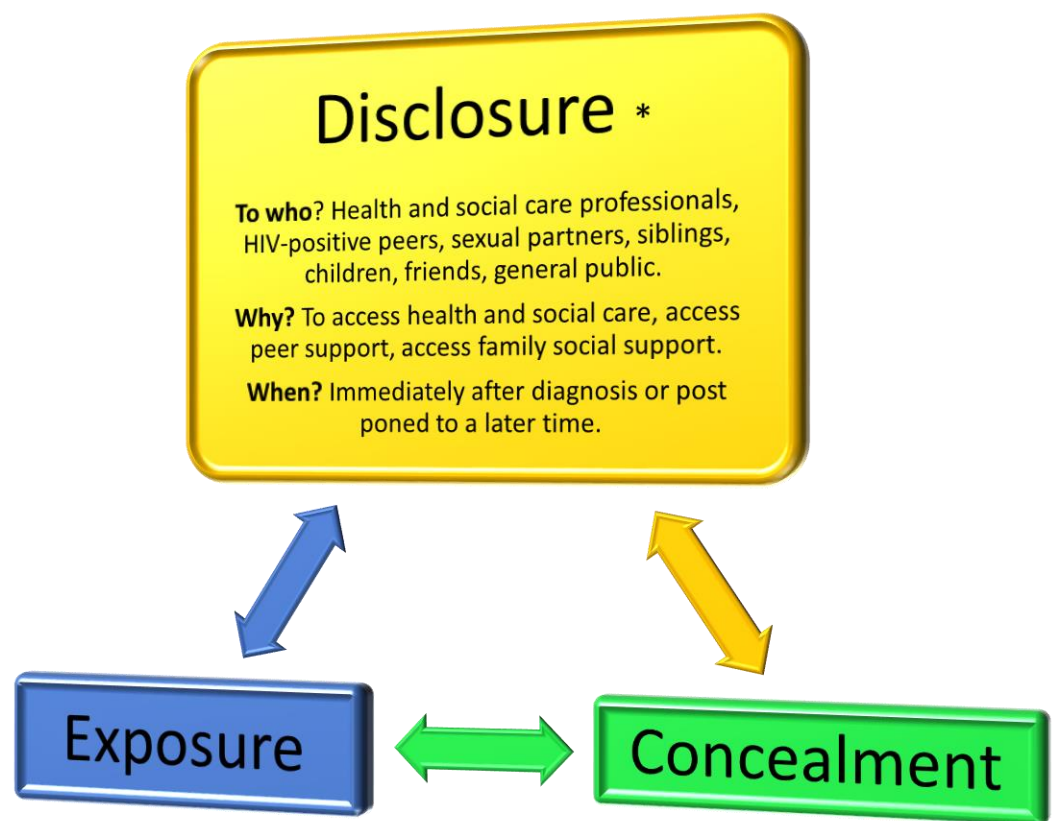 Disclosure *
To who? Health and social care professionals,
HIV-positive peers, sexual partners, siblings,
children, friends, general public.
Why? To access health and social care, access
peer support, access family social support.
When? Immediately after diagnosis or post
poned to a later time.
Exposure
Concealment